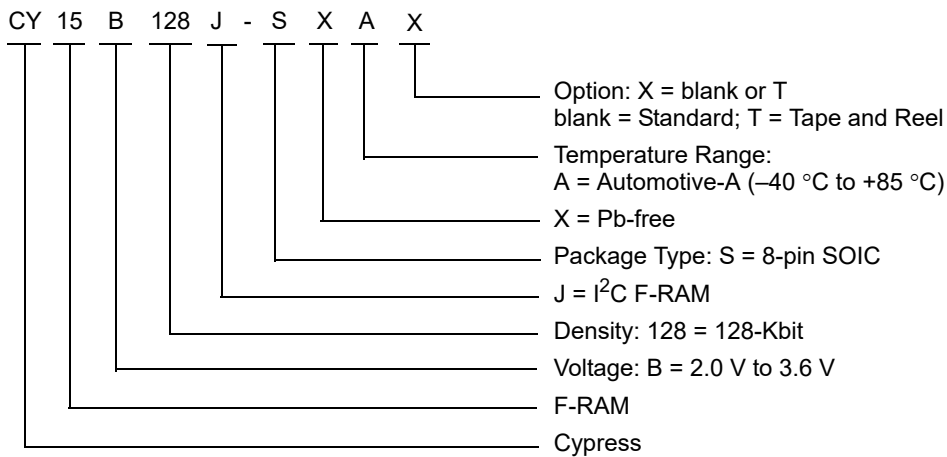 CY 15 B 128 J - S X A X
Option: X = blank or T
blank = Standard; T = Tape and Reel
Temperature Range:
A = Automotive-A (–40 °C to +85 °C)
X = Pb-free
Package Type: S = 8-pin SOIC
J = I²C F-RAM
Density: 128 = 128-Kbit
Voltage: B = 2.0 V to 3.6 V
F-RAM
Cypress